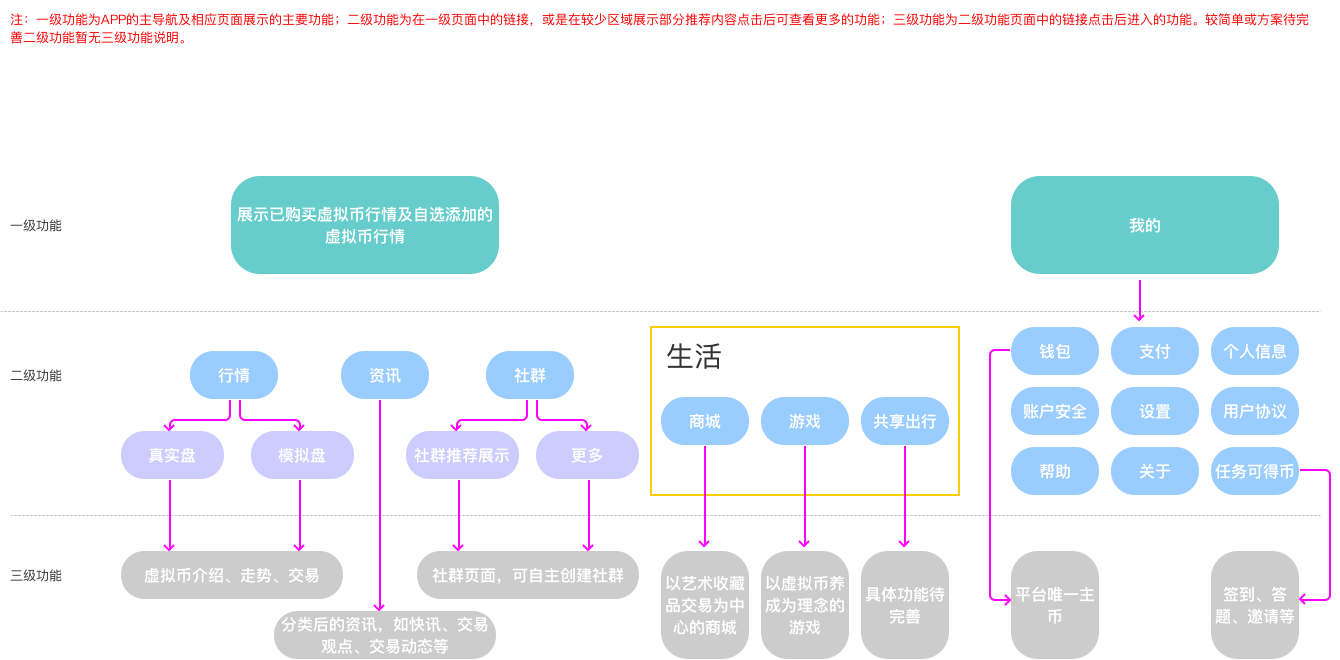 注：一级功能为APP的主导航及相应页面展示的主要功能；二级功能为在一级页面中的链接，或是在较少区域展示部分推荐内容点击后可查看更多的功能；三级功能为二级功能页面中的链接点击后进入的功能。较简单或方案待完
善二级功能暂无三级功能说明。
一级功能
展示已购买虚拟币行情及自选添加的
虚拟币行情
我的
二级功能
行情
资讯
社群
生活
商城
游戏
共享出行
钱包
支付
个人信息
账户安全
设置
用户协议
帮助
关于
任务可得币
真实盘
模拟盘
社群推荐展示
更多
三级功能
虚拟币介绍、走势、交易
分类后的资讯，如快讯、交易
观点、交易动态等
社群页面，可自主创建社群
以艺术收藏
品交易为中
心的商城
以虚拟币养
成为理念的
游戏
具体功能待
完善
平台唯一主
币
签到、答
题、邀请等